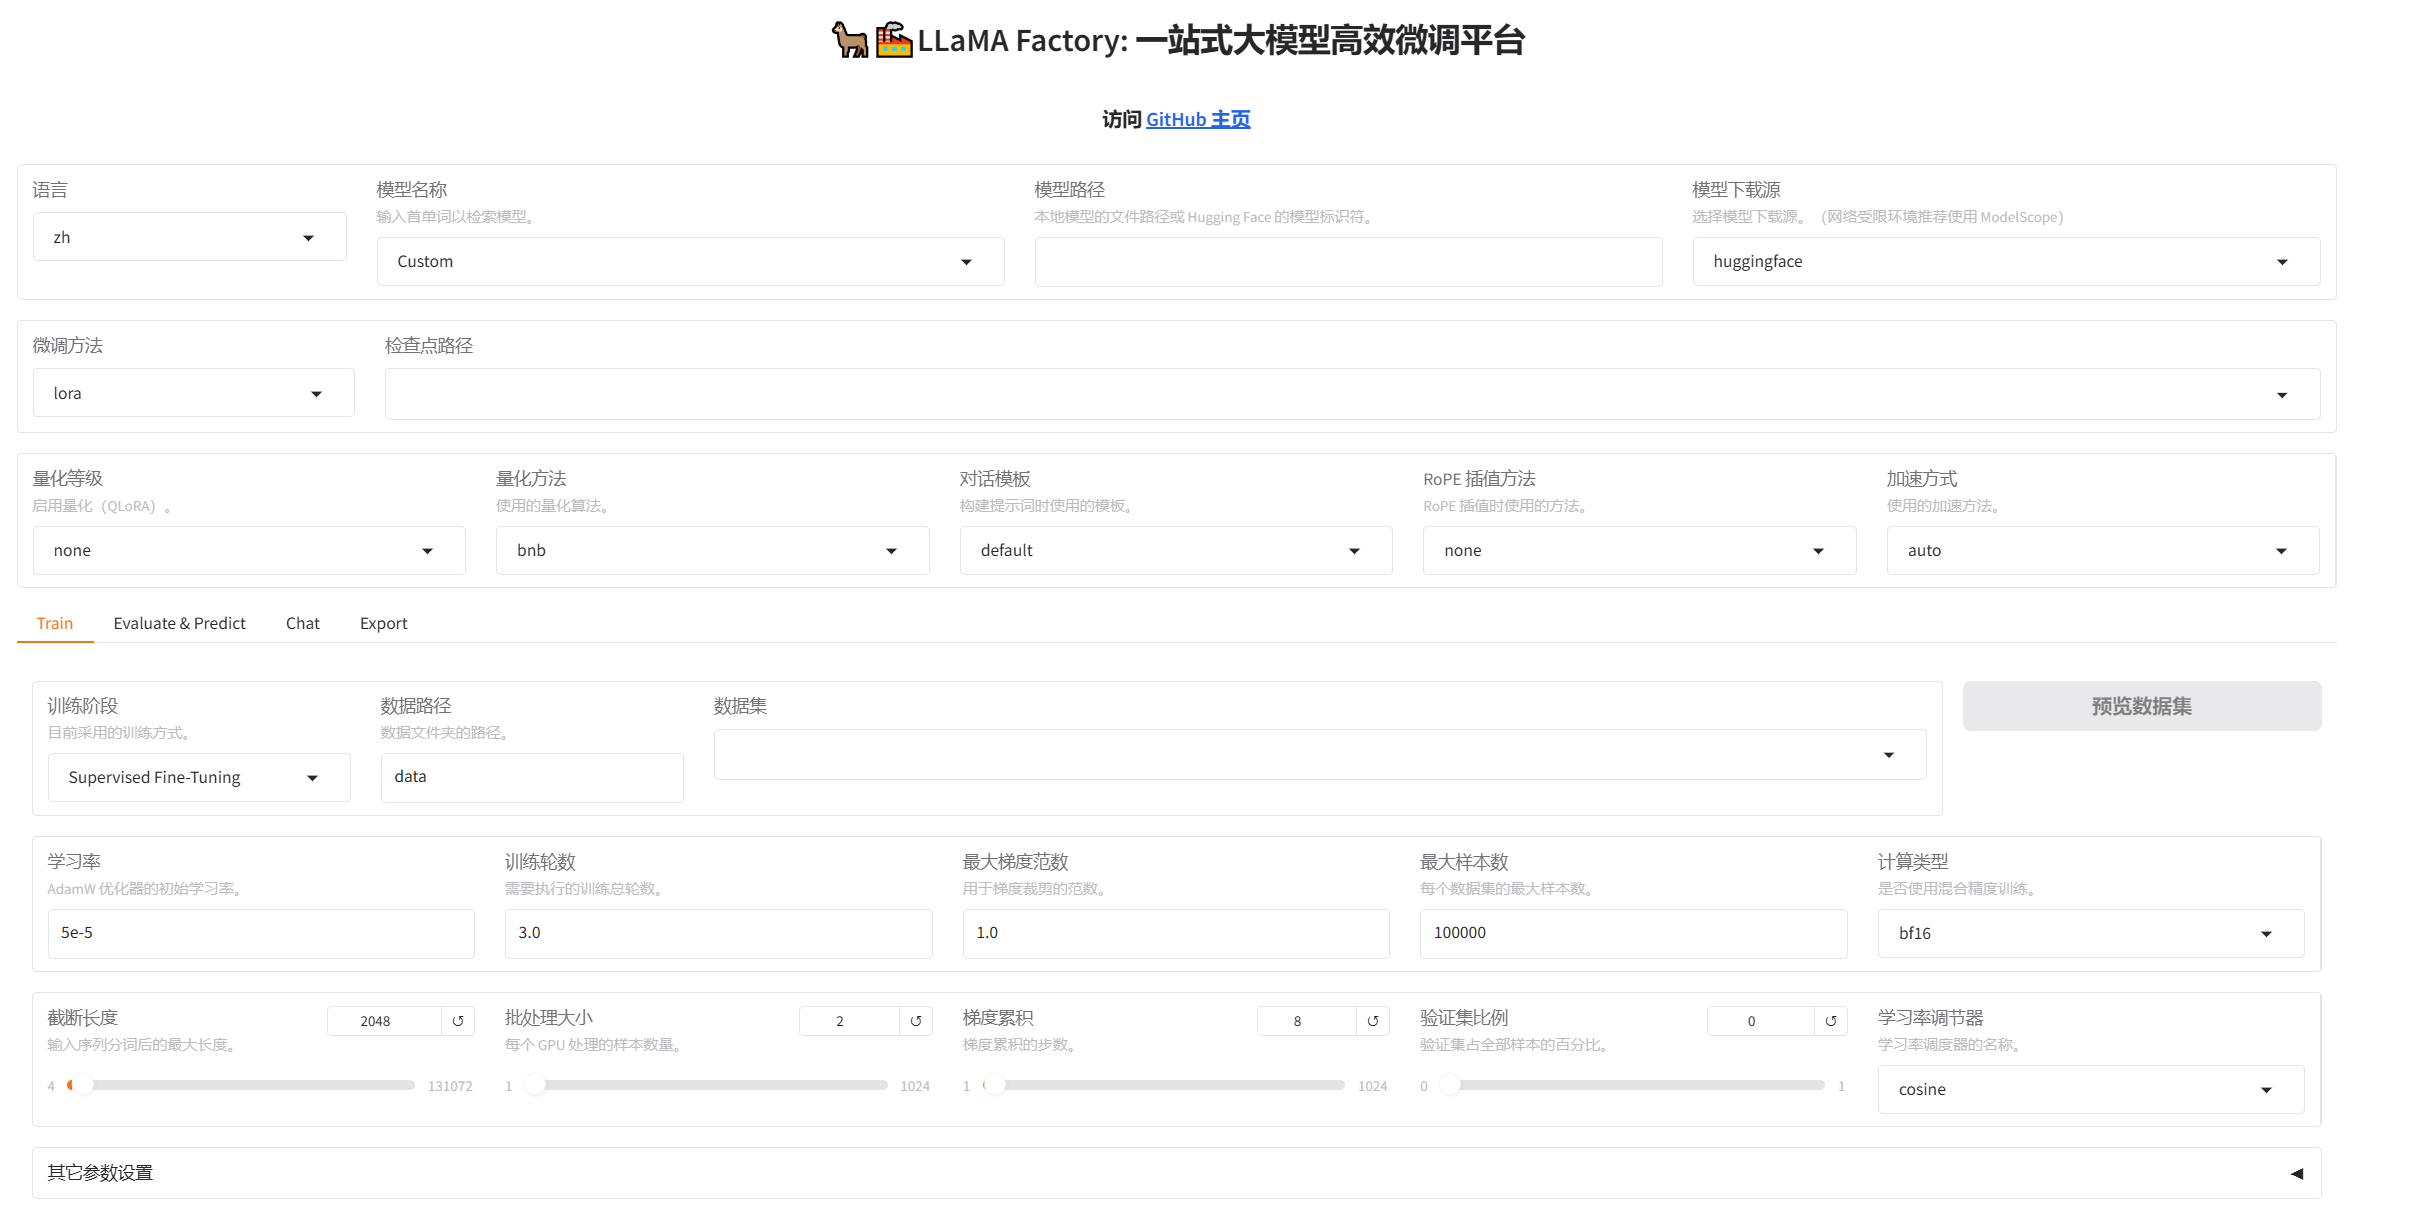 LLaMA Factory: 一站式大模型高效微调平台
访问 GitHub 主页
语言
zh
模型名称
输入首单词以检索模型。
Custom
模型路径
本地模型的文件路径或 Hugging Face 的模型标识符。
模型下载源
选择模型下载源。（网络受限环境推荐使用 ModelScope）
huggingface
微调方法
lora
检查点路径
量化等级
启用量化（QLoRA）。
none
量化方法
使用的量化算法。
bnb
对话模板
构建提示词时使用的模板。
default
RoPE 插值方法
RoPE 插值时使用的方法。
none
加速方式
使用的加速方法。
auto
Train Evaluate & Predict Chat Export
训练阶段
目前采用的训练方式。
Supervised Fine-Tuning
数据路径
数据文件夹的路径。
data
数据集
预览数据集
学习率
AdamW 优化器的初始学习率。
5e-5
训练轮数
需要执行的训练总轮数。
3.0
最大梯度范数
用于梯度裁剪的范数。
1.0
最大样本数
每个数据集的最大样本数。
100000
计算类型
是否使用混合精度训练。
bf16
截断长度 2048
输入序列分词后的最大长度。
4 131072
批处理大小 2
每个 GPU 处理的样本数量。
1 1024
梯度累积 8
梯度累积的步数。
1 1024
验证集比例 0
验证集占全部样本的百分比。
0 1
学习率调节器
学习率调度器的名称。
cosine
其它参数设置